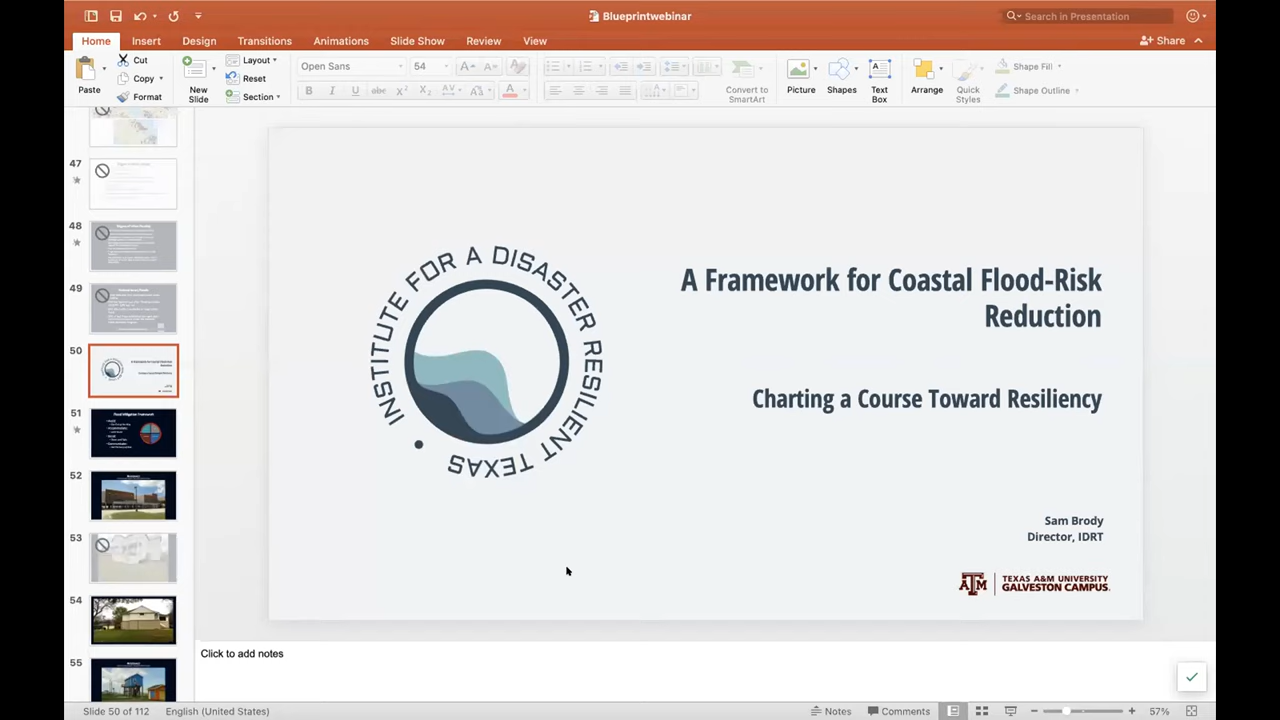 Blueprintwebinar
Search in Presentation
Home
Insert
Design
Transitions
Animations
Slide Show
Review
View
Share
Paste
Cut
Copy
Format
New
Slide
Layout
Reset
Section
Open Sans
54
Convert to
SmartArt
Picture
Shapes
Text
Box
Arrange
Quick
Styles
Shape Fill
Shape Outline
47
48
49
50
51
52
53
54
55
INSTITUTE FOR A DISASTER RESILIENT TEXAS
A Framework for Coastal Flood-Risk
Reduction
Charting a Course Toward Resiliency
Sam Brody
Director, IDRT
TEXAS A&M UNIVERSITY
GALVESTON CAMPUS.
Click to add notes
Slide 50 of 112
English (United States)
Notes
Comments
57%